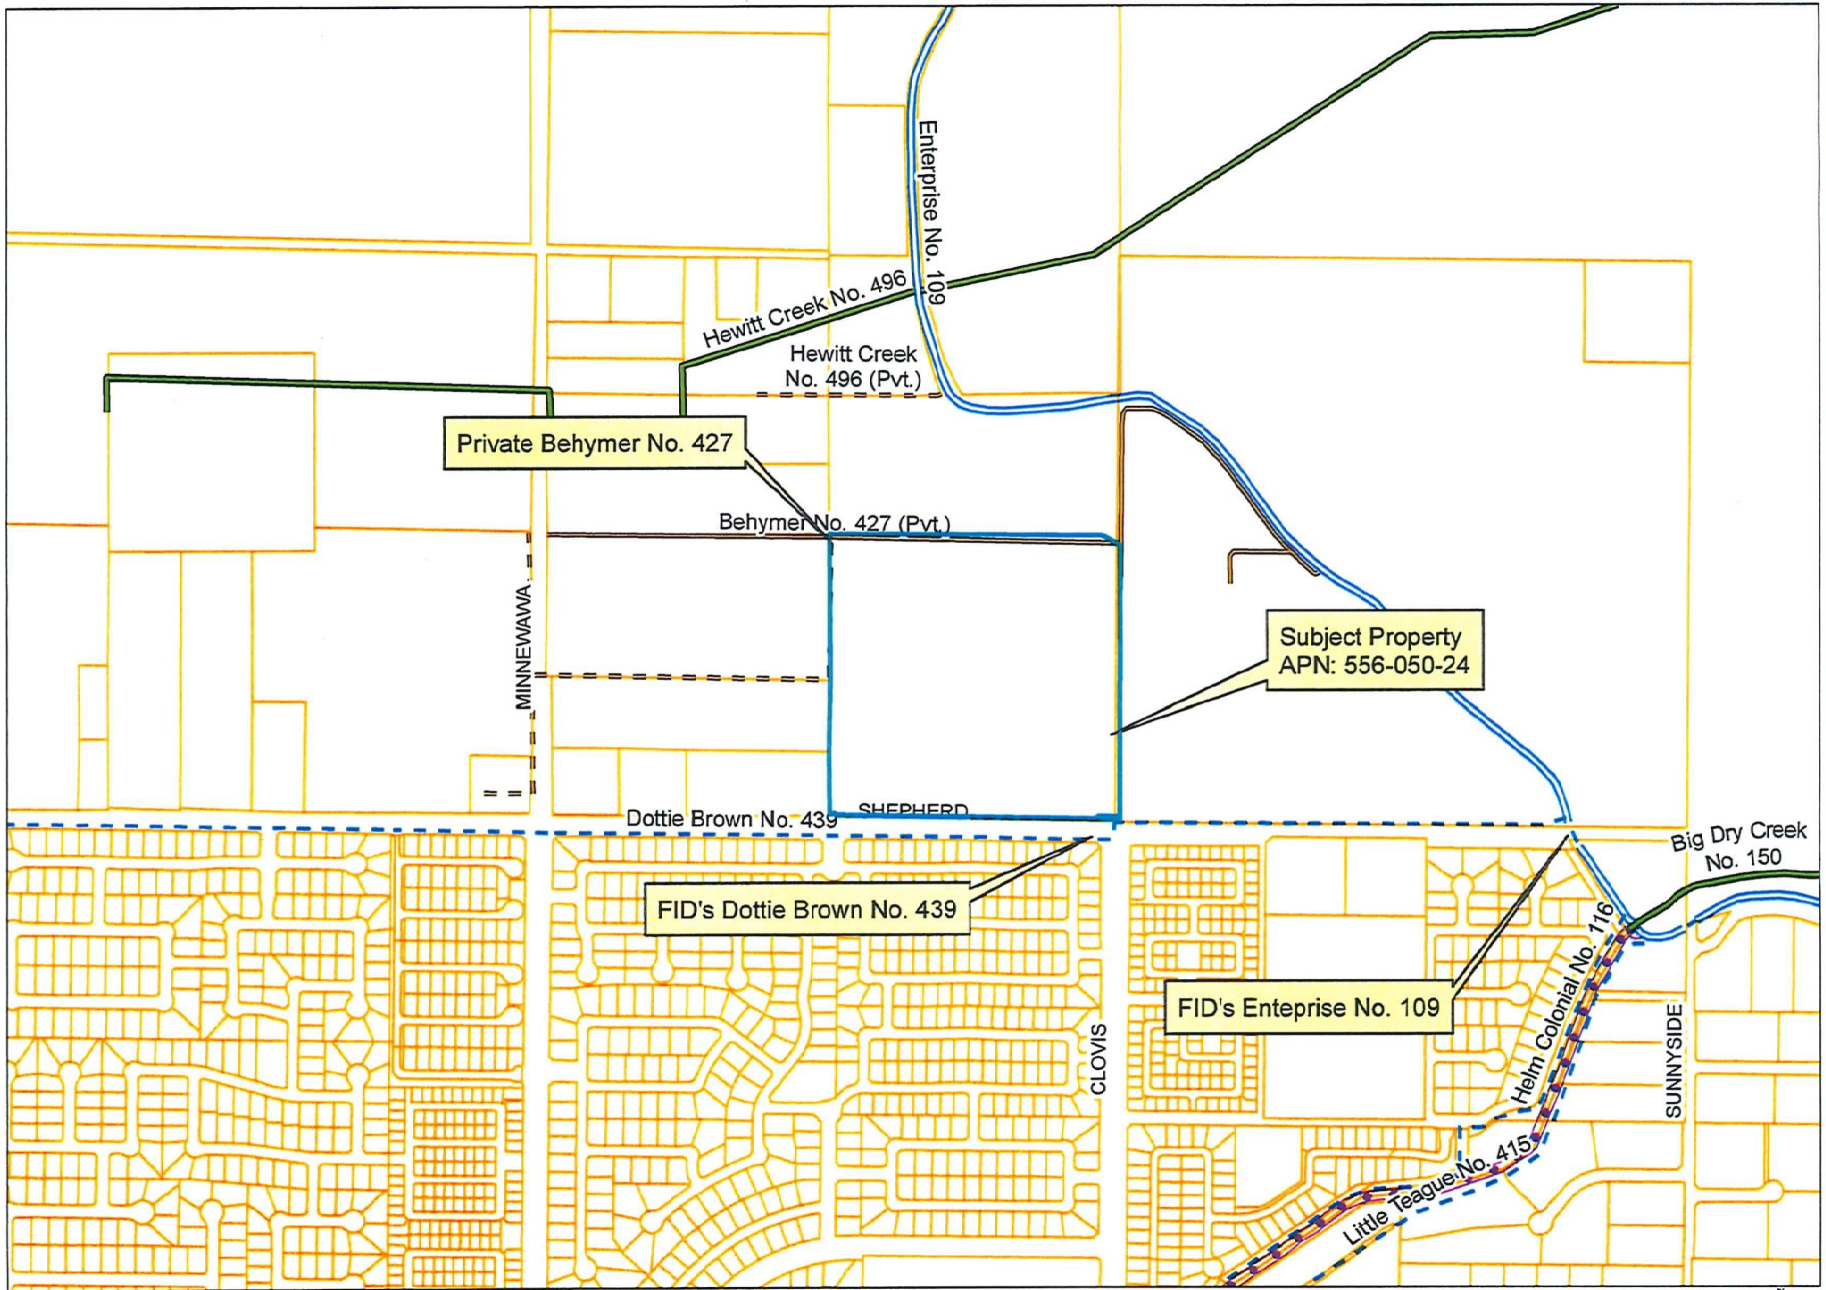 Enterprise No. 109
Hewitt Creek No. 496
Hewitt Creek
No. 496 (Pvt.)
Private Behymer No. 427
Behymer No. 427 (Pvt.)
MINNEWAWA
Subject Property
APN: 556-050-24
SHEPHERD
Dottie Brown No. 439
Big Dry Creek
No. 150
FID's Dottie Brown No. 439
Helm Colonial No. 116
FID's Enteprise No. 109
CLOVIS
SUNNYSIDE
Little Teague No. 415